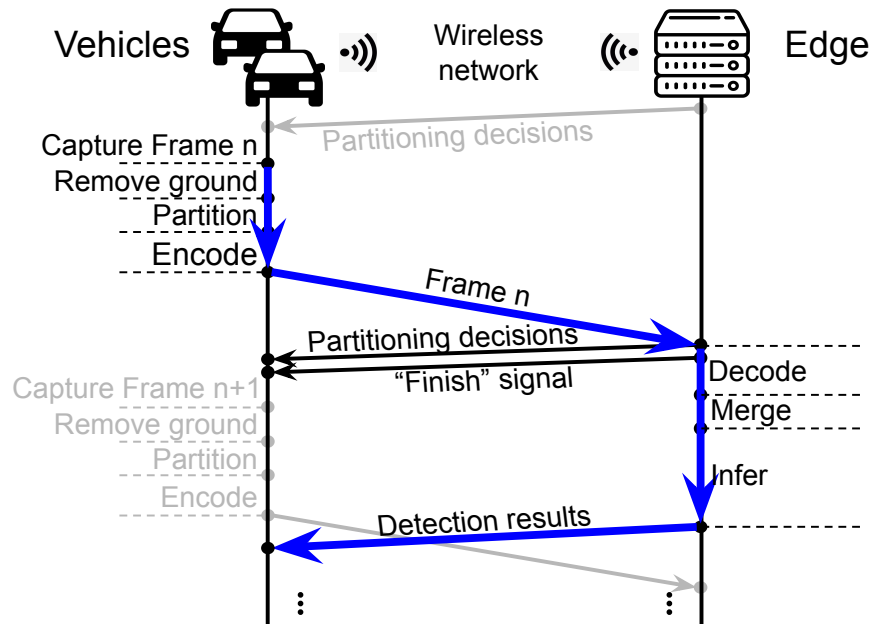 Vehicles
Wireless
network
Edge
Partitioning decisions
Capture Frame n
Remove ground
Partition
Encode
Frame n
Partitioning decisions
“Finish” signal
Decode
Merge
Infer
Capture Frame n+1
Remove ground
Partition
Encode
Detection results